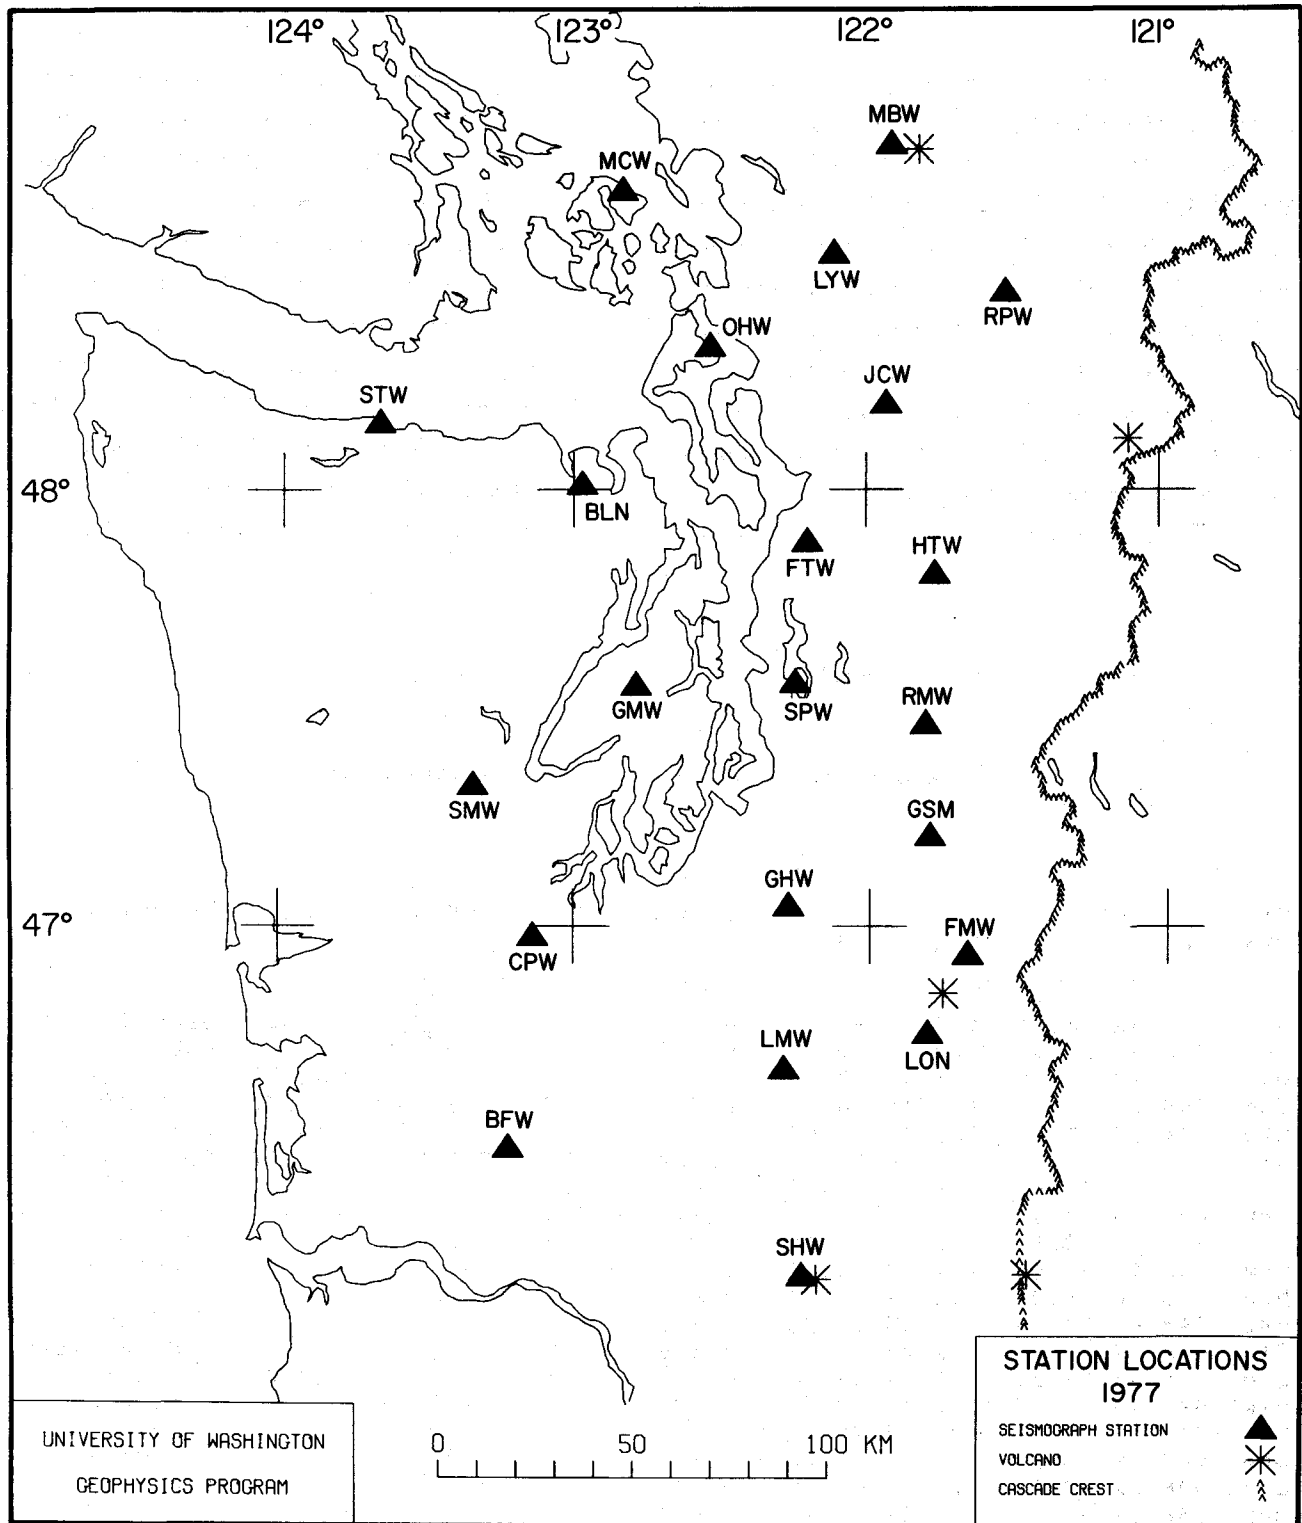 124° 123° 122° 121°
MBW
MCW
LYW
RPW
OHW
JCW
STW
48°
BLN
FTW
HTW
GMW
SPW
RMW
SMW
GSM
GHW
47°
FMW
CPW
LMW
LON
BFW
SHW
STATION LOCATIONS
1977
SEISMOGRAPH STATION
VOLCANO
CASCADE CREST
UNIVERSITY OF WASHINGTON
GEOPHYSICS PROGRAM
0 50 100 KM